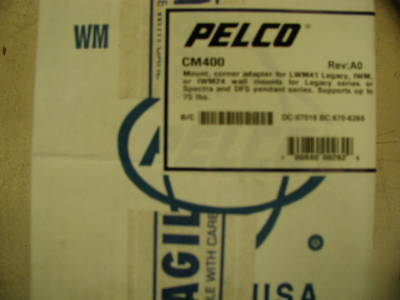 WM
PELCO
CM400 Rev:A0
Mount, corner adapter for LWM41 Legacy, IWM,
or IWM24 wall mounts for Legacy series or
Spectra and DF5 pendant series. Supports up to
75 lbs.
B/C DC:07016 BC:670-6265
AGIL
LE WITH CARE
USA